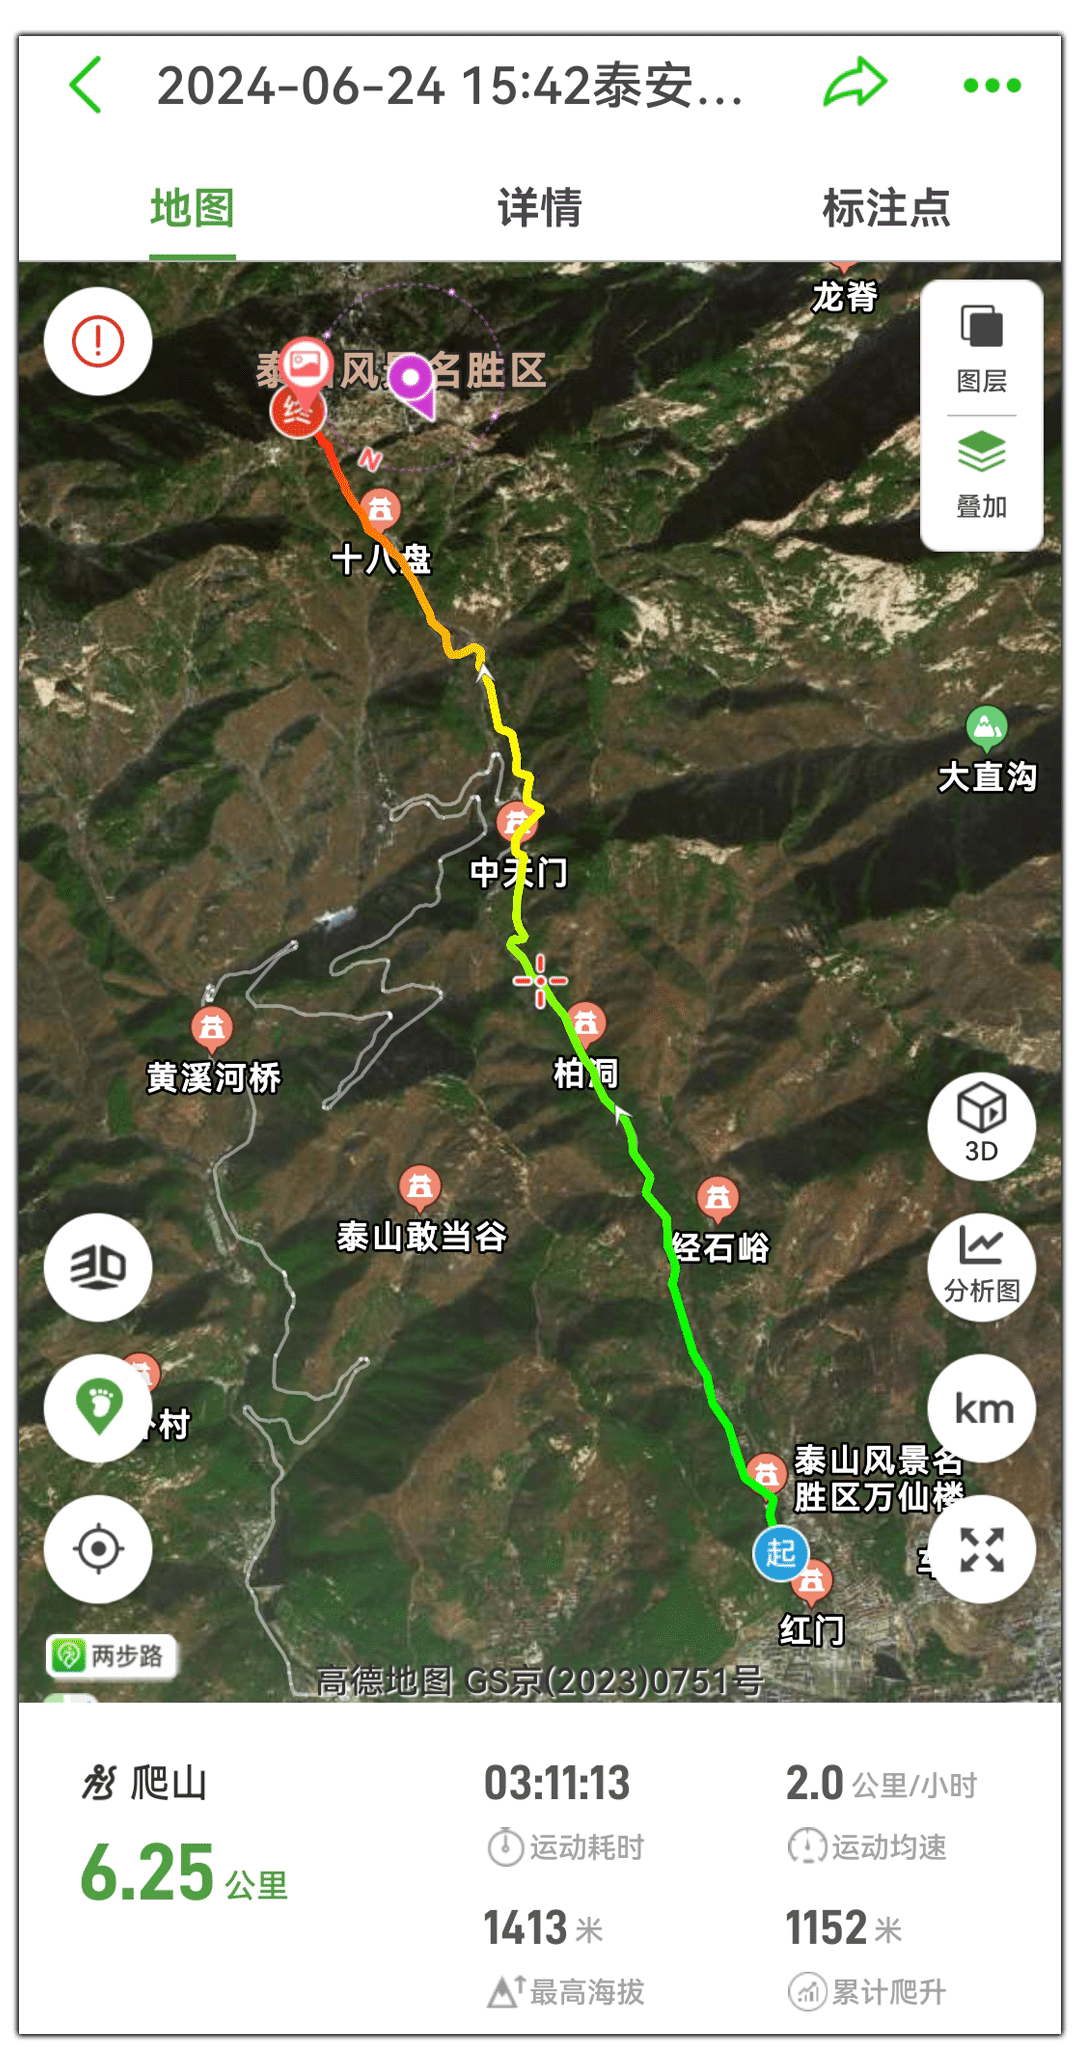 2024-06-24 15:42泰安...
地图
详情
标注点
龙脊
图层
叠加
风景名胜区
终
N
十八盘
大直沟
中天门
黄溪河桥
柏洞
3D
泰山敢当谷
经石峪
3D
分析图
村
km
泰山风景名
胜区万仙楼
起
红门
两步路
高德地图 GS京(2023)0751号
爬山
03:11:13
2.0 公里/小时
运动耗时
运动均速
6.25 公里
1413 米
1152 米
最高海拔
累计爬升